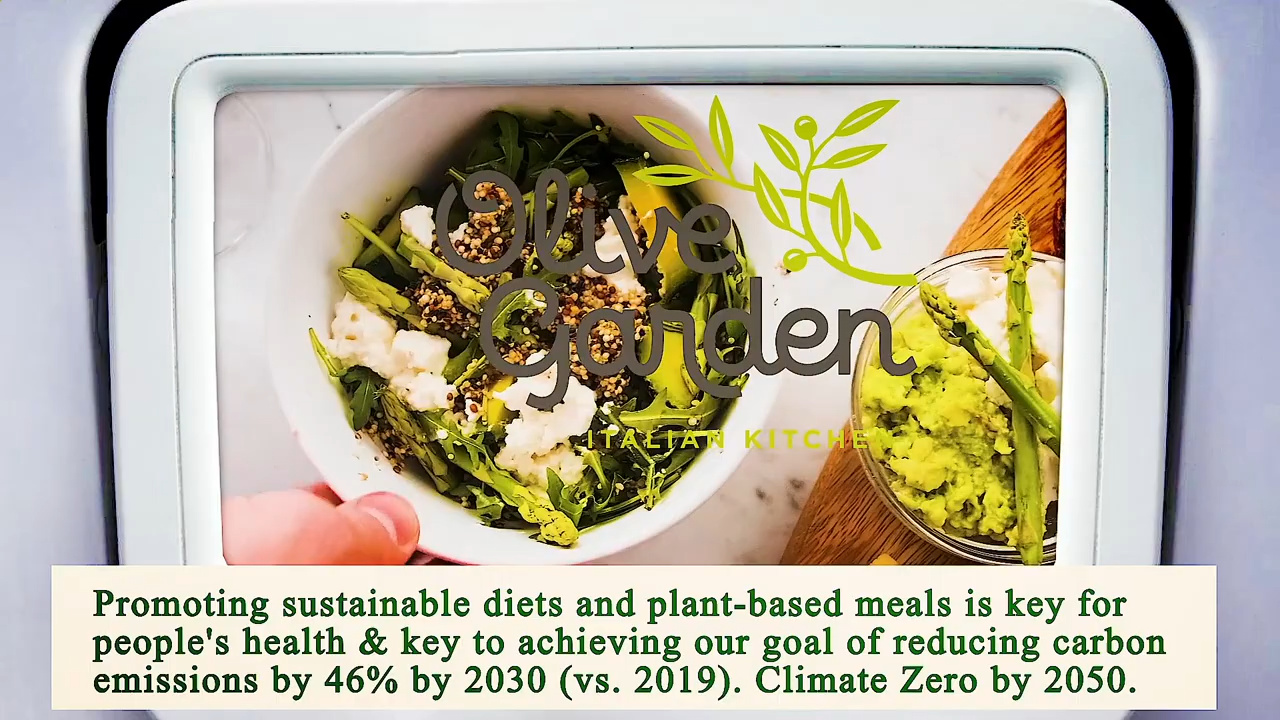 Olive
Garden
ITALIAN KITCHEN
Promoting sustainable diets and plant-based meals is key for
people's health & key to achieving our goal of reducing carbon
emissions by 46% by 2030 (vs. 2019). Climate Zero by 2050.